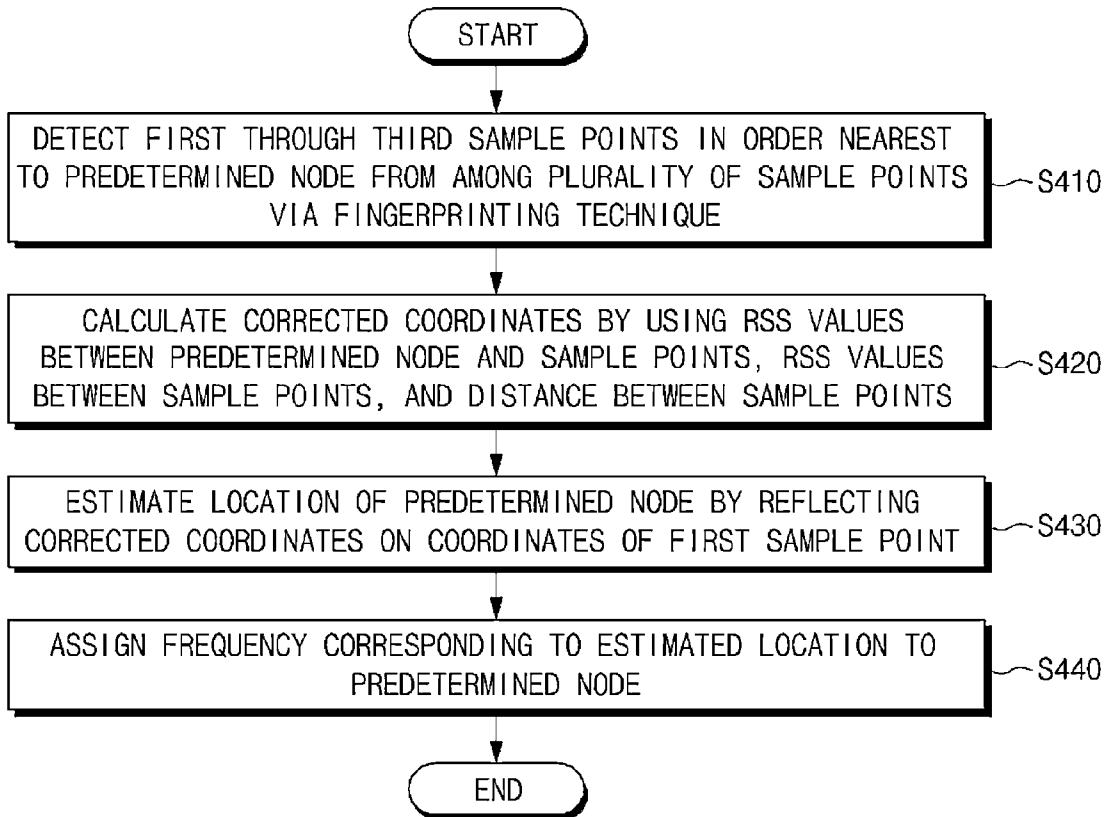 START
DETECT FIRST THROUGH THIRD SAMPLE POINTS IN ORDER NEAREST
TO PREDETERMINED NODE FROM AMONG PLURALITY OF SAMPLE POINTS
VIA FINGERPRINTING TECHNIQUE
S410
CALCULATE CORRECTED COORDINATES BY USING RSS VALUES
BETWEEN PREDETERMINED NODE AND SAMPLE POINTS, RSS VALUES
BETWEEN SAMPLE POINTS, AND DISTANCE BETWEEN SAMPLE POINTS
S420
ESTIMATE LOCATION OF PREDETERMINED NODE BY REFLECTING
CORRECTED COORDINATES ON COORDINATES OF FIRST SAMPLE POINT
S430
ASSIGN FREQUENCY CORRESPONDING TO ESTIMATED LOCATION TO
PREDETERMINED NODE
S440
END